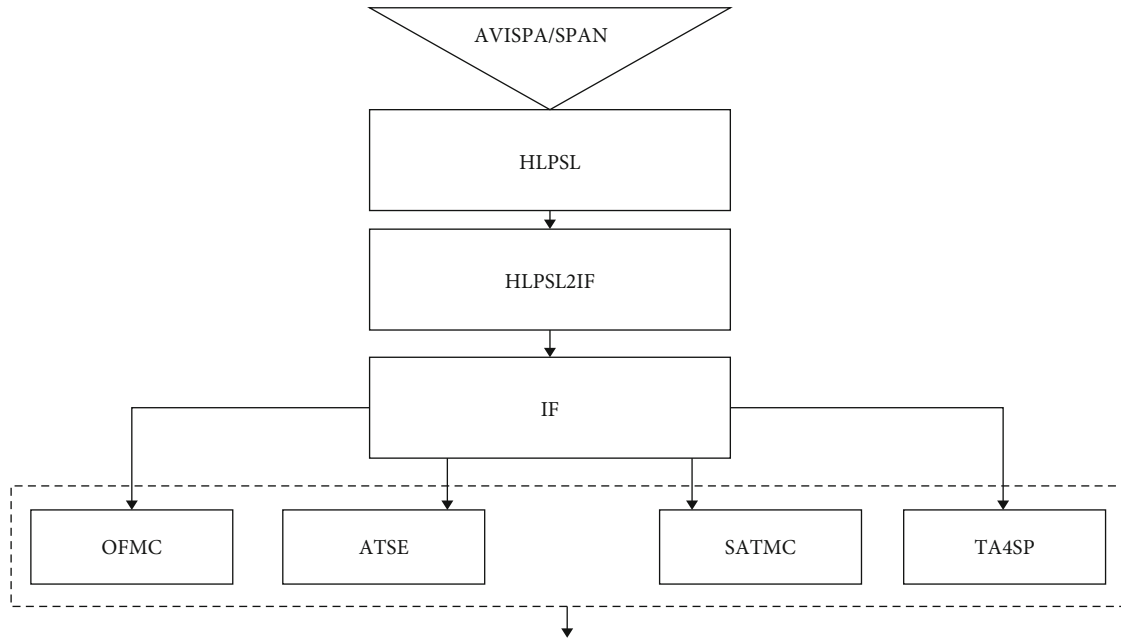 AVISPA/SPAN
HLPSL
HLPSL2IF
IF
OFMC
ATSE
SATMC
TA4SP